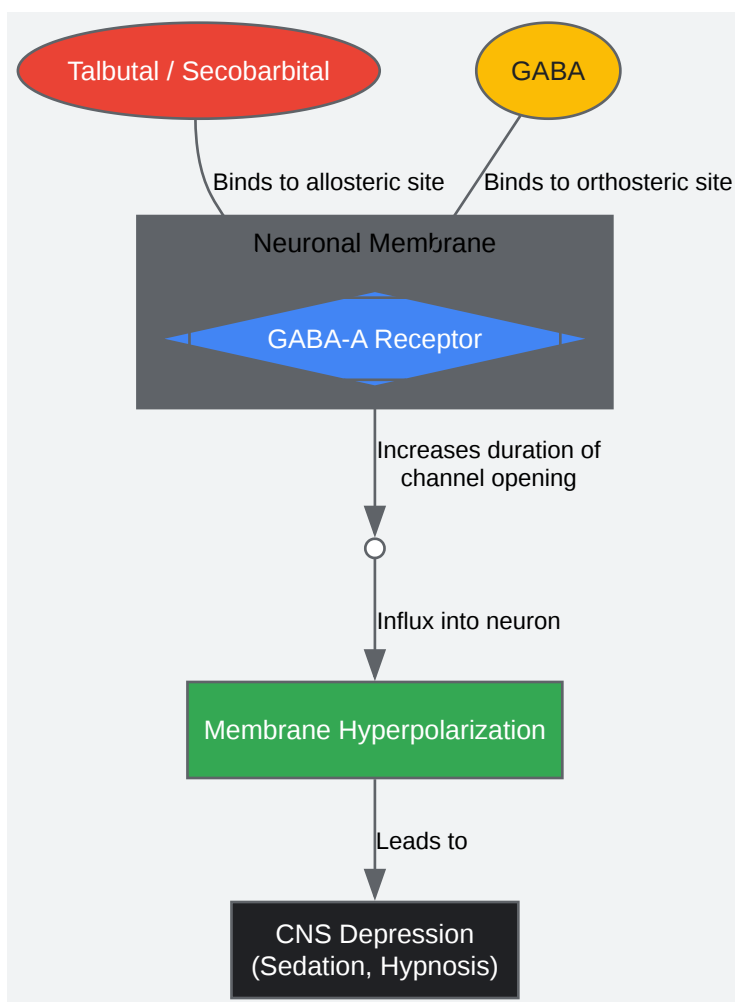 Talbutal / Secobarbital
GABA
Binds to allosteric site
Binds to orthosteric site
Neuronal Membrane
GABA-A Receptor
Increases duration of
channel opening
Influx into neuron
Membrane Hyperpolarization
Leads to
CNS Depression
(Sedation, Hypnosis)